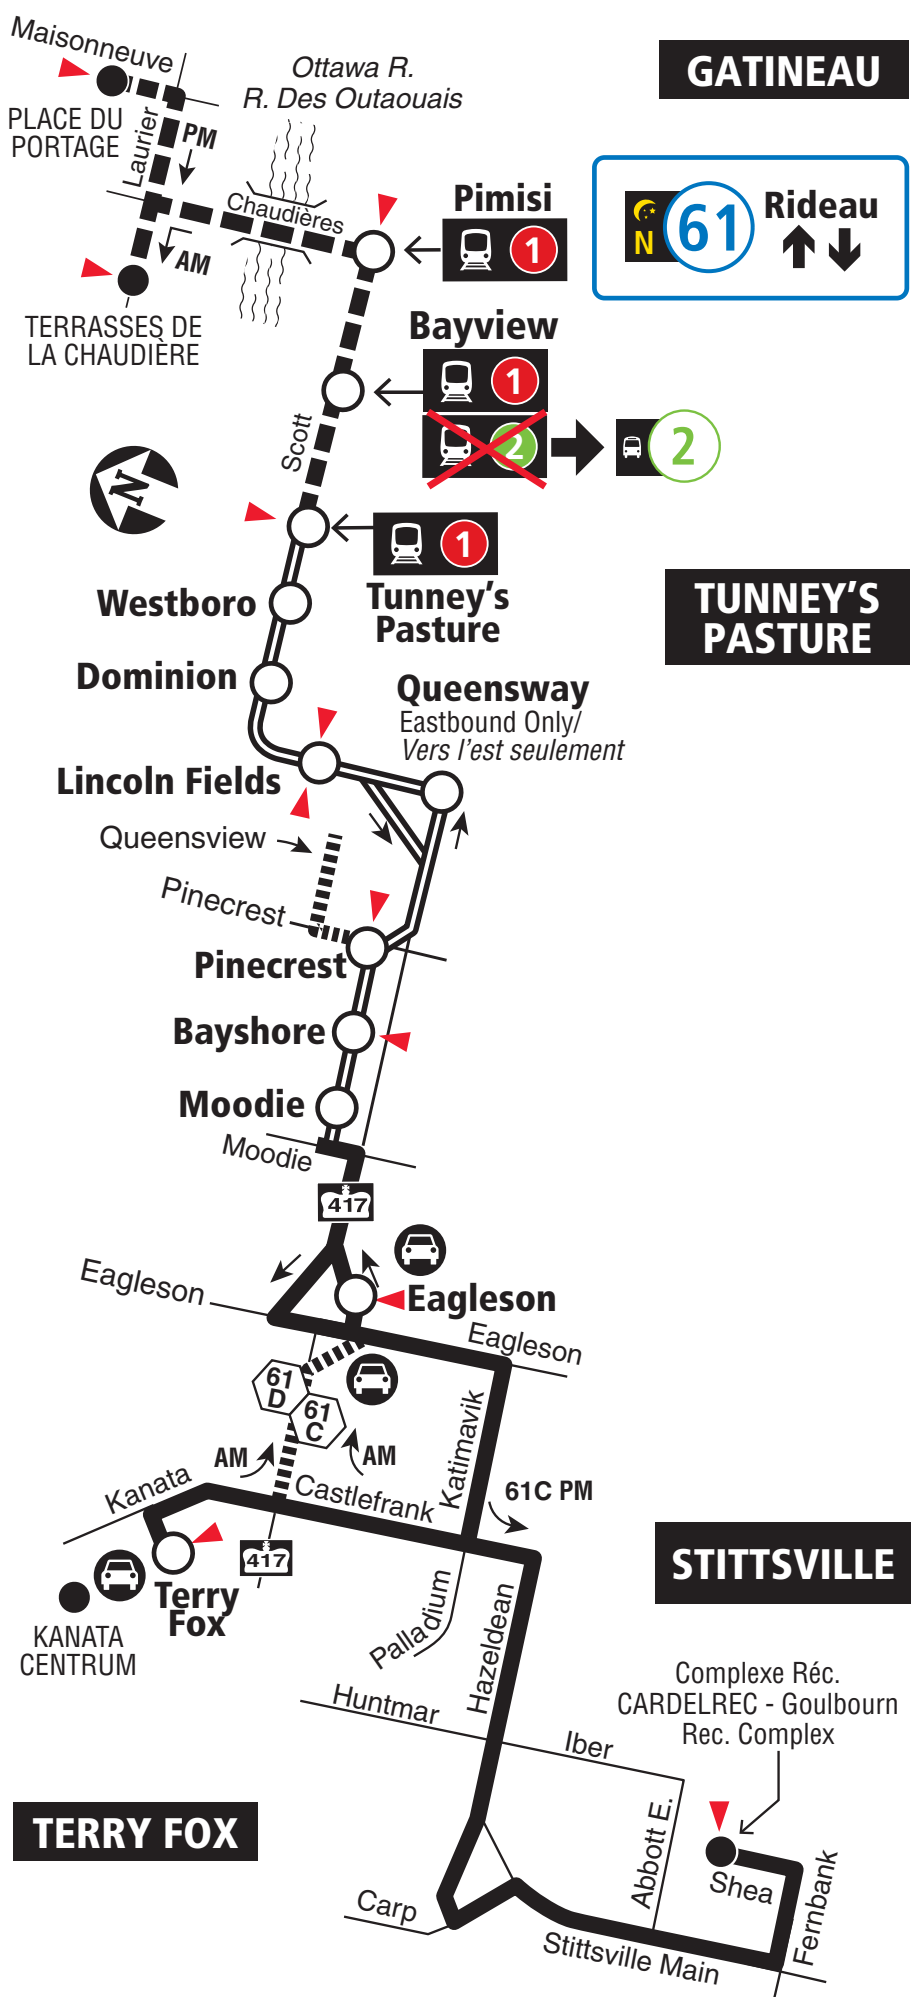 Maisonneuve
Ottawa R.
R. Des Outaouais
GATINEAU
PLACE DU
PORTAGE
Laurier
PM
Chaudières
AM
Pimisi
1
N
61
Rideau
TERRASSES DE
LA CHAUDIÈRE
Bayview
1
2
2
Scott
N
1
Tunney's
Pasture
TUNNEY'S
PASTURE
Westboro
Dominion
Queensway
Eastbound Only/
Vers l'est seulement
Lincoln Fields
Queensview
Pinecrest
Pinecrest
Bayshore
Moodie
Moodie
417
Eagleson
Eagleson
Eagleson
61
D
61
C
AM
AM
Katimavik
Kanata
Castlefrank
61C PM
417
Terry
Fox
KANATA
CENTRUM
Palladium
Hazeldean
STITTSVILLE
Huntmar
Iber
Complexe Réc.
CARDELREC - Goulbourn
Rec. Complex
TERRY FOX
Abbott E.
Shea
Fernbank
Carp
Stittsville Main